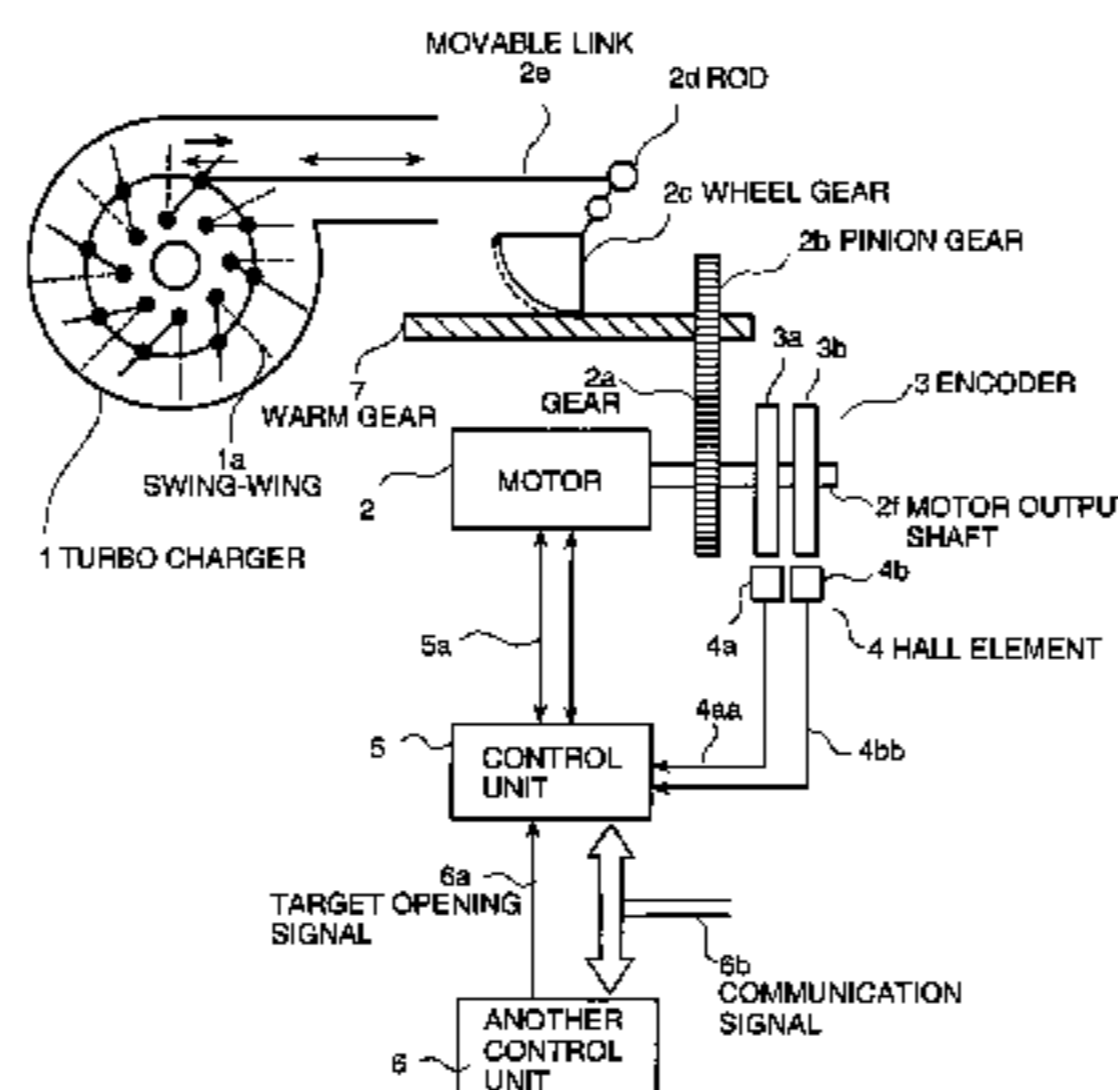 MOVABLE LINK
2e
2d ROD
2c WHEEL GEAR
2b PINION GEAR
3a
3b
3 ENCODER
7
WARM GEAR
2a
GEAR
1a
SWING-WING
2
MOTOR
2f MOTOR OUTPUT
SHAFT
1 TURBO CHARGER
4b
5a
4a
4 HALL ELEMENT
4aa
4bb
5
CONTROL
UNIT
6a
TARGET OPENING
SIGNAL
6b
COMMUNICATION
SIGNAL
6
ANOTHER
CONTROL
UNIT